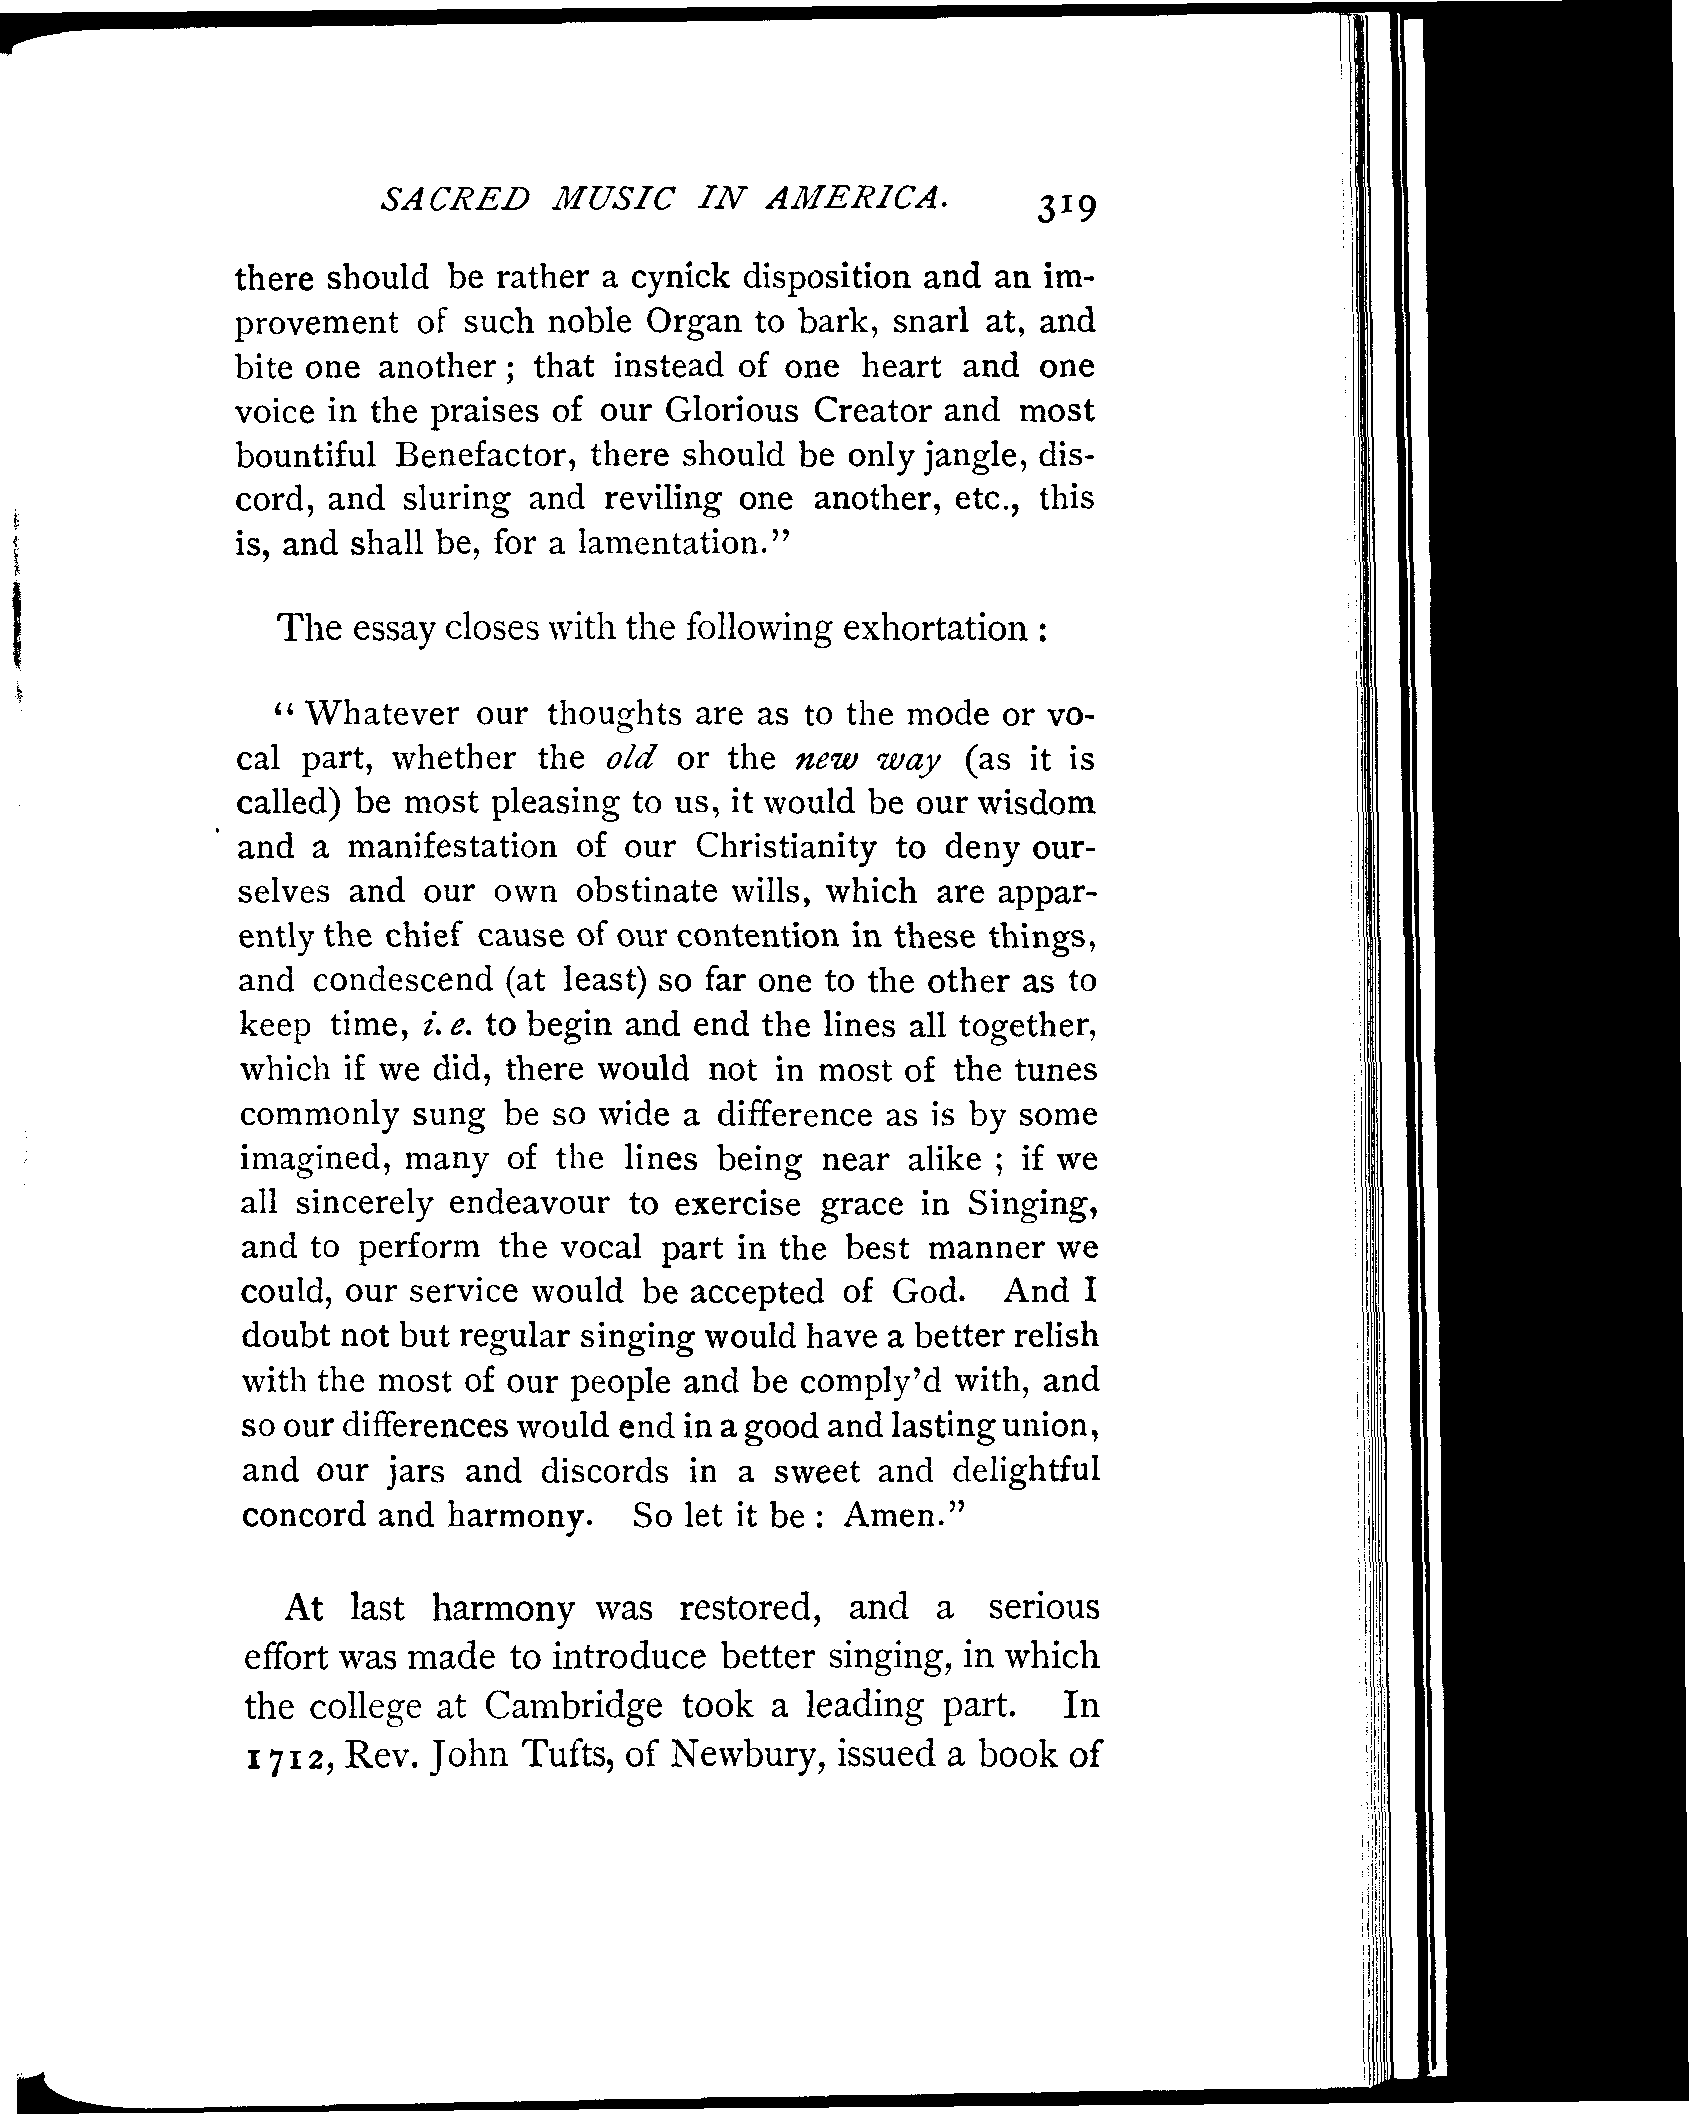 SACRED MUSIC IN AMERICA. 319
there should be rather a cynick disposition and an im-
provement of such noble Organ to bark, snarl at, and
bite one another ; that instead of one heart and one
voice in the praises of our Glorious Creator and most
bountiful Benefactor, there should be only jangle, dis-
cord, and sluring and reviling one another, etc., this
is, and shall be, for a lamentation."
The essay closes with the following exhortation :
" Whatever our thoughts are as to the mode or vo-
cal part, whether the old or the new way (as it is
called) be most pleasing to us, it would be our wisdom
and a manifestation of our Christianity to deny our-
selves and our own obstinate wills, which are appar-
ently the chief cause of our contention in these things,
and condescend (at least) so far one to the other as to
keep time, i. e. to begin and end the lines all together,
which if we did, there would not in most of the tunes
commonly sung be so wide a difference as is by some
imagined, many of the lines being near alike ; if we
all sincerely endeavour to exercise grace in Singing,
and to perform the vocal part in the best manner we
could, our service would be accepted of God. And I
doubt not but regular singing would have a better relish
with the most of our people and be comply'd with, and
so our differences would end in a good and lasting union,
and our jars and discords in a sweet and delightful
concord and harmony. So let it be : Amen."
At last harmony was restored, and a serious
effort was made to introduce better singing, in which
the college at Cambridge took a leading part. In
1712, Rev. John Tufts, of Newbury, issued a book of